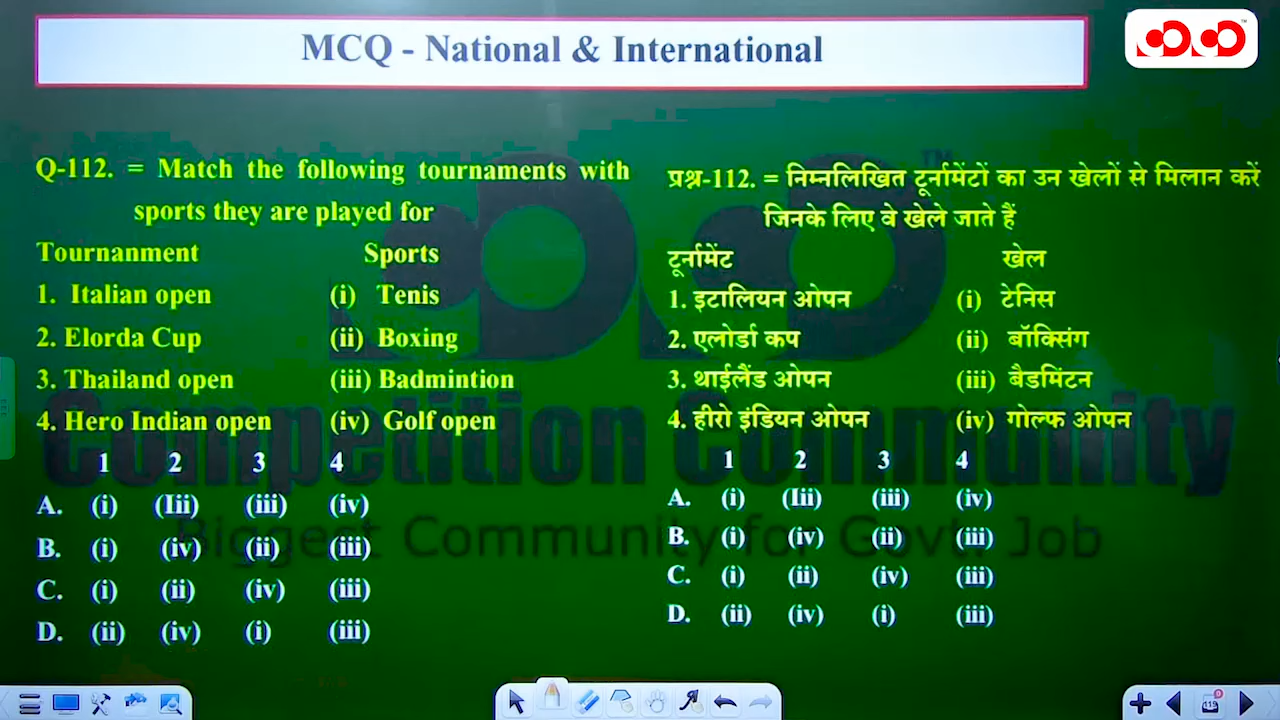 MCQ - National & International
Q-112. = Match the following tournaments with
sports they are played for
Tournanment Sports
1. Italian open (i) Tenis
2. Elorda Cup (ii) Boxing
3. Thailand open (iii) Badmintion
4. Hero Indian open (iv) Golf open
1 2 3 4
A. (i) (Iii) (iii) (iv)
B. (i) (iv) (ii) (iii)
C. (i) (ii) (iv) (iii)
D. (ii) (iv) (i) (iii)
प्रश्न-112. = निम्नलिखित टूर्नामेंटों का उन खेलों से मिलान करें
जिनके लिए वे खेले जाते हैं
टूर्नामेंट खेल
1. इटालियन ओपन (i) टेनिस
2. एलोर्डा कप (ii) बॉक्सिंग
3. थाईलैंड ओपन (iii) बैडमिंटन
4. हीरो इंडियन ओपन (iv) गोल्फ ओपन
1 2 3 4
A. (i) (Iii) (iii) (iv)
B. (i) (iv) (ii) (iii)
C. (i) (ii) (iv) (iii)
D. (ii) (iv) (i) (iii)
Competition Community
Biggest Community for Govt. Job
TM
119